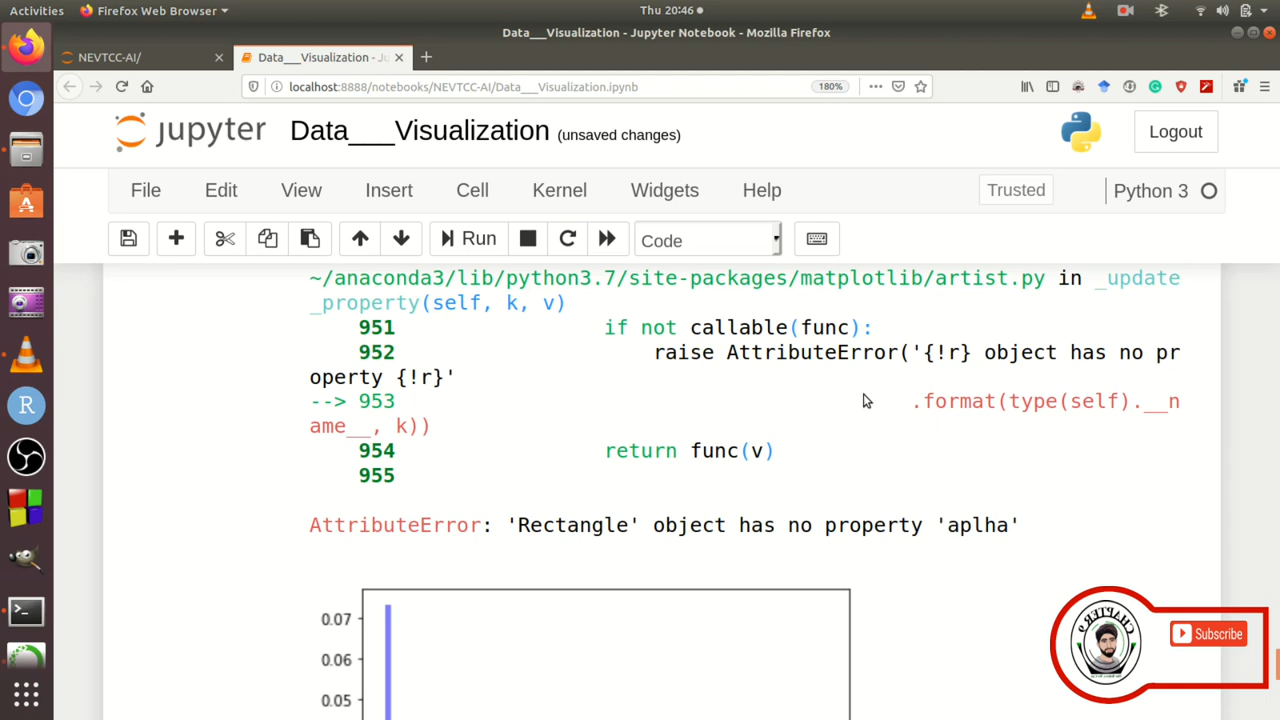 Activities Firefox Web Browser Thu 20:46
Data___Visualization - Jupyter Notebook - Mozilla Firefox
NEVTCC-AI/ Data___Visualization - Ju
localhost:8888/notebooks/NEVTCC-AI/Data___Visualization.ipynb 180%
jupyter Data___Visualization (unsaved changes) Logout
File Edit View Insert Cell Kernel Widgets Help Trusted Python 3
Run Code
~/anaconda3/lib/python3.7/site-packages/matplotlib/artist.py in _update
_property(self, k, v)
951 if not callable(func):
952 raise AttributeError('{!r} object has no pr
operty {!r}'
--> 953 .format(type(self).__n
ame__, k))
954 return func(v)
955
AttributeError: 'Rectangle' object has no property 'aplha'
0.07
0.06
0.05
CHAPTER 9
Subscribe
R